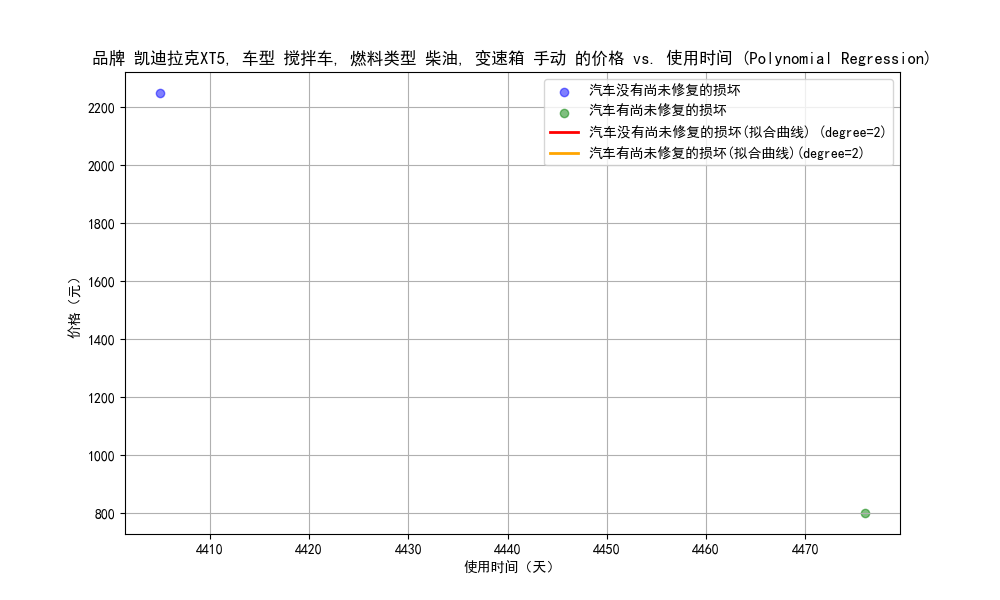 品牌 凯迪拉克XT5, 车型 搅拌车, 燃料类型 柴油, 变速箱 手动 的价格 vs. 使用时间 (Polynomial Regression)
汽车没有尚未修复的损坏
汽车有尚未修复的损坏
汽车没有尚未修复的损坏(拟合曲线) (degree=2)
汽车有尚未修复的损坏(拟合曲线)(degree=2)
价格（元）
2200
2000
1800
1600
1400
1200
1000
800
4410 4420 4430 4440 4450 4460 4470
使用时间（天）